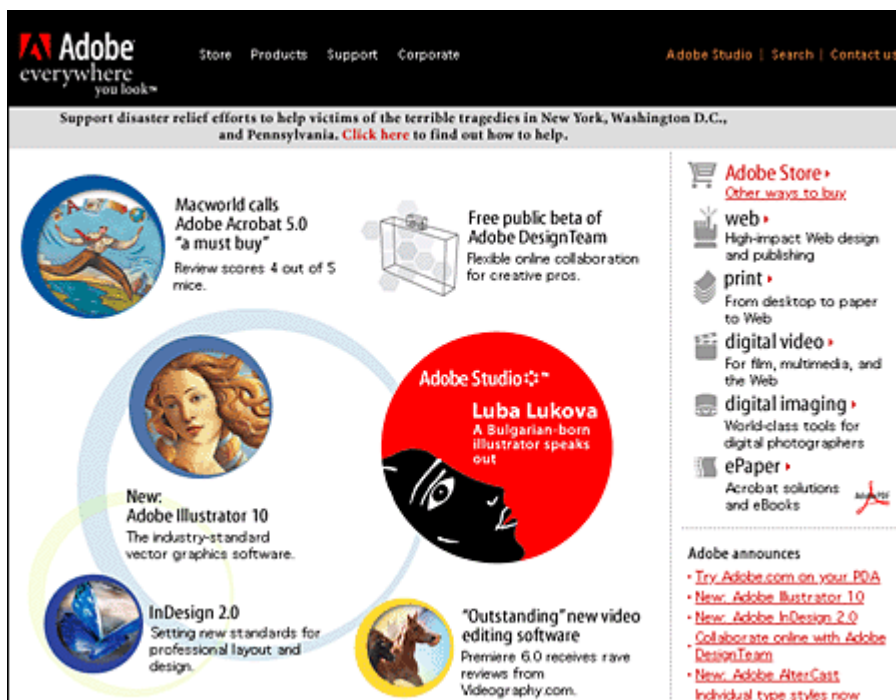 Adobe
everywhere
you look™
Store Products Support Corporate
Adobe Studio | Search | Contact us
Support disaster relief efforts to help victims of the terrible tragedies in New York, Washington D.C.,
and Pennsylvania. Click here to find out how to help.
Macworld calls
Adobe Acrobat 5.0
"a must buy"
Review scores 4 out of 5
mice.
Free public beta of
Adobe DesignTeam
Flexible online collaboration
for creative pros.
Adobe Studio™
Luba Lukova
A Bulgarian-born
illustrator speaks
out
New:
Adobe Illustrator 10
The industry-standard
vector graphics software.
InDesign 2.0
Setting new standards for
professional layout and
design.
"Outstanding" new video
editing software
Premiere 6.0 receives rave
reviews from
Videography.com.
Adobe Store
Other ways to buy
web
High-impact Web design
and publishing
print
From desktop to paper
to Web
digital video
For film, multimedia, and
the Web
digital imaging
World-class tools for
digital photographers
ePaper
Acrobat solutions
and eBooks
Adobe PDF
Adobe announces
• Try Adobe.com on your PDA
• New: Adobe Illustrator 10
• New: Adobe InDesign 2.0
• Collaborate online with Adobe
DesignTeam
• New: Adobe AlterCast
Individual type styles now